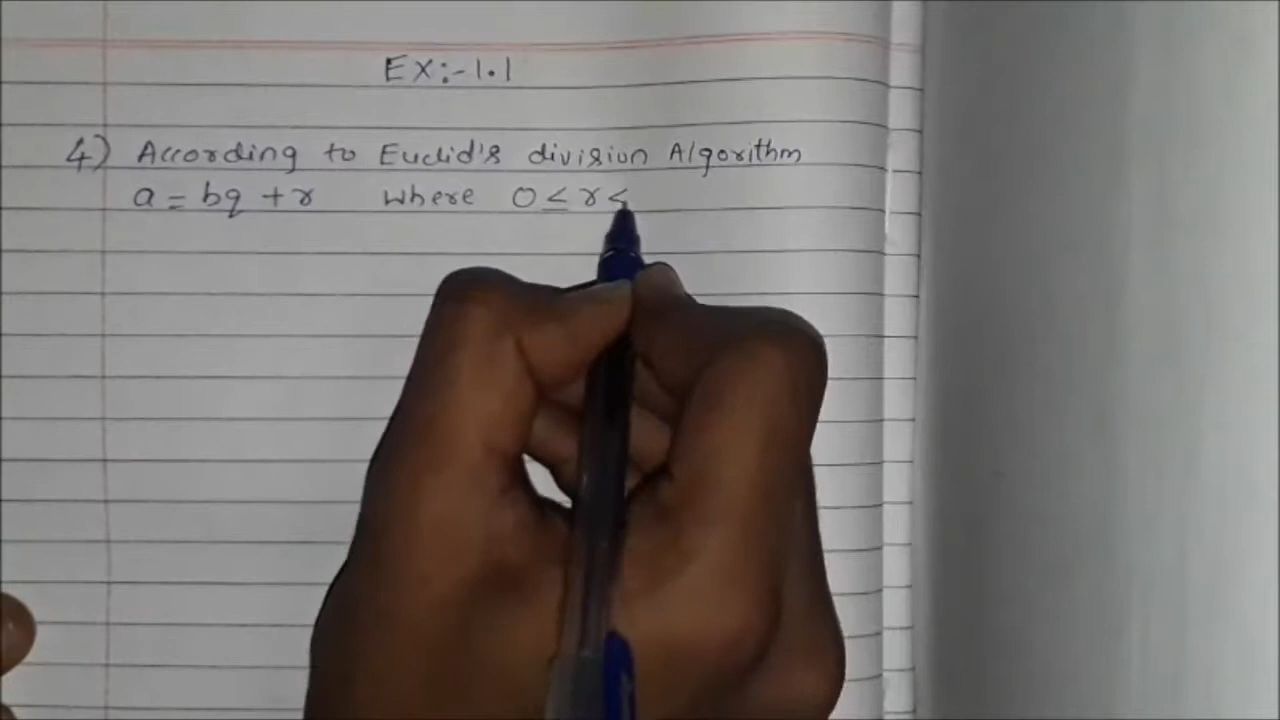 EX:-1.1
4) According to Euclid's division Algorithm
a = bq + r where 0 ≤ r <